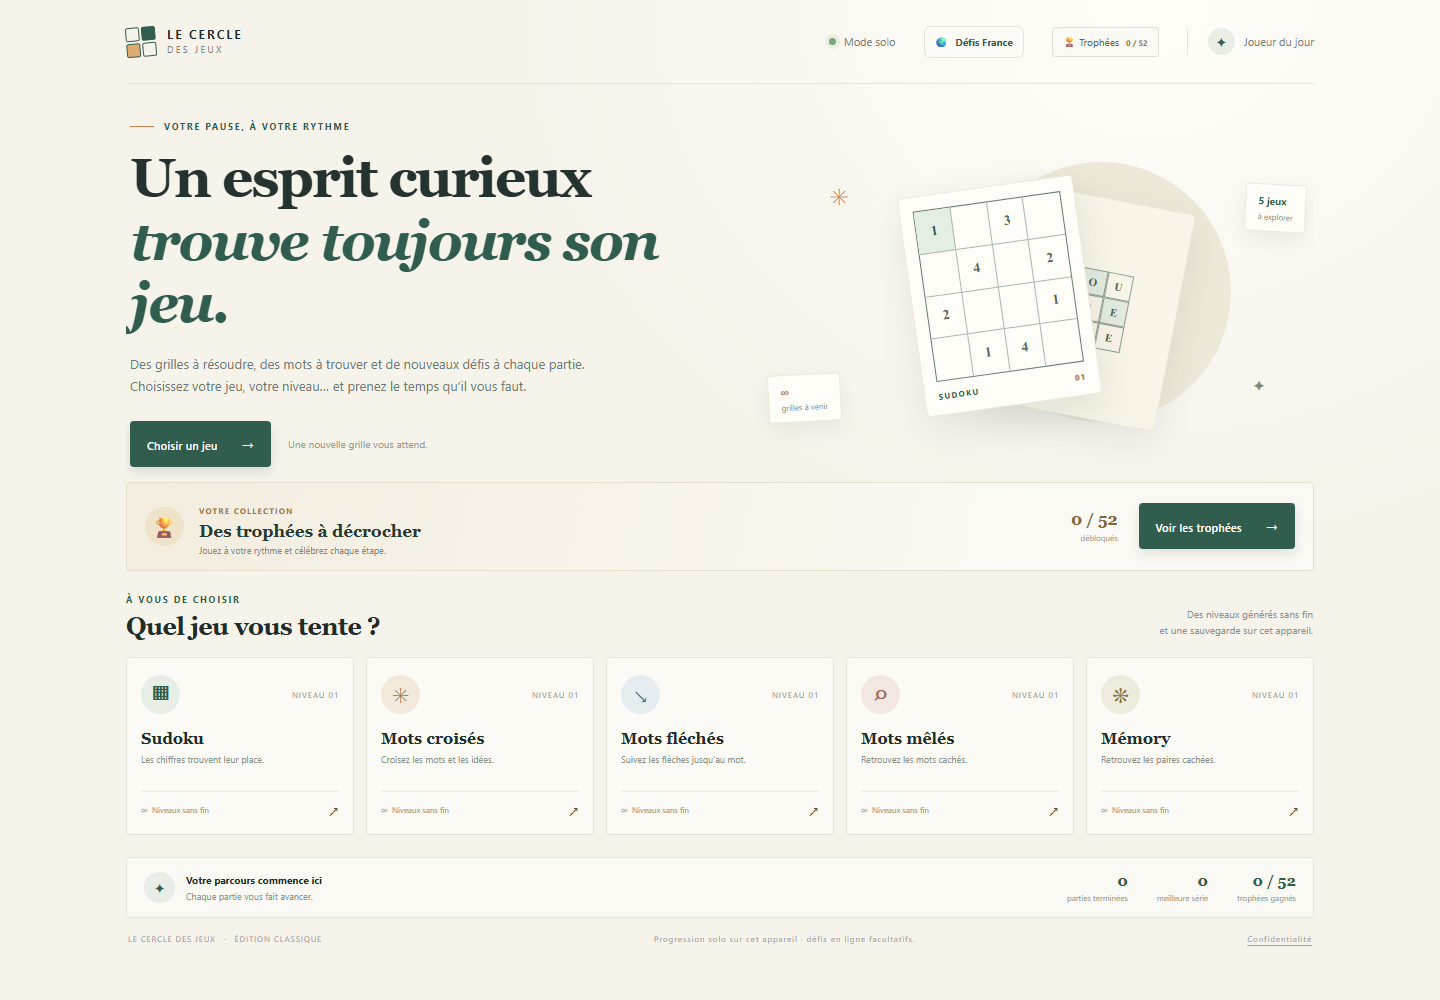 LE CERCLE
DES JEUX
Mode solo
Défis France
Trophées 0 / 52
Joueur du jour
VOTRE PAUSE, À VOTRE RYTHME
Un esprit curieux
trouve toujours son
jeu.
Des grilles à résoudre, des mots à trouver et de nouveaux défis à chaque partie.
Choisissez votre jeu, votre niveau... et prenez le temps qu'il vous faut.
Choisir un jeu →
Une nouvelle grille vous attend.
1 3
4 2
2 1
1 4
SUDOKU 01
O U
E
E
5 jeux
à explorer
∞
grilles à venir
VOTRE COLLECTION
Des trophées à décrocher
Jouez à votre rythme et célébrez chaque étape.
0 / 52
débloqués
Voir les trophées →
À VOUS DE CHOISIR
Quel jeu vous tente ?
Des niveaux générés sans fin
et une sauvegarde sur cet appareil.
NIVEAU 01
Sudoku
Les chiffres trouvent leur place.
∞ Niveaux sans fin ↗
NIVEAU 01
Mots croisés
Croisez les mots et les idées.
∞ Niveaux sans fin ↗
NIVEAU 01
Mots fléchés
Suivez les flèches jusqu'au mot.
∞ Niveaux sans fin ↗
NIVEAU 01
Mots mêlés
Retrouvez les mots cachés.
∞ Niveaux sans fin ↗
NIVEAU 01
Mémory
Retrouvez les paires cachées.
∞ Niveaux sans fin ↗
Votre parcours commence ici
Chaque partie vous fait avancer.
0
parties terminées
0
meilleure série
0 / 52
trophées gagnés
LE CERCLE DES JEUX · ÉDITION CLASSIQUE
Progression solo sur cet appareil · défis en ligne facultatifs.
Confidentialité